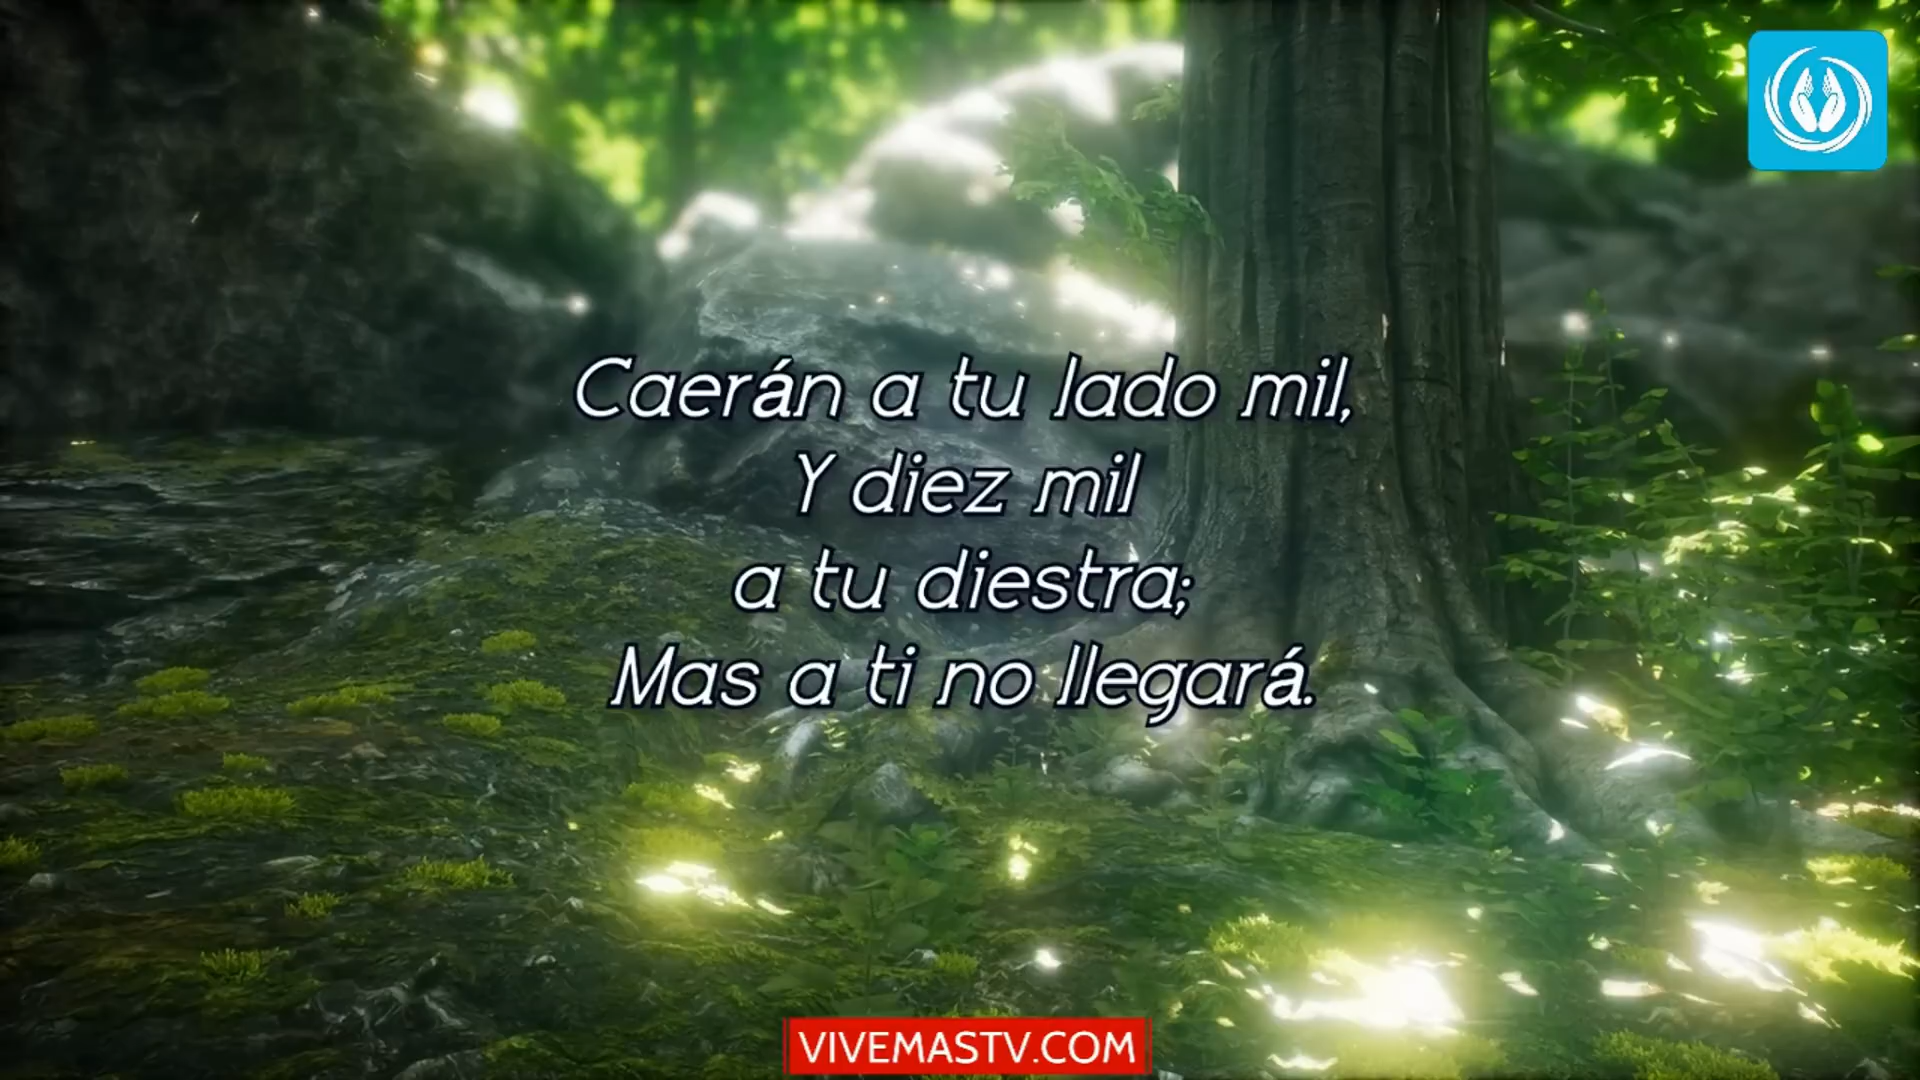 Caerán a tu lado mil,
Y diez mil
a tu diestra;
Mas a ti no llegará.
VIVEMASTV.COM